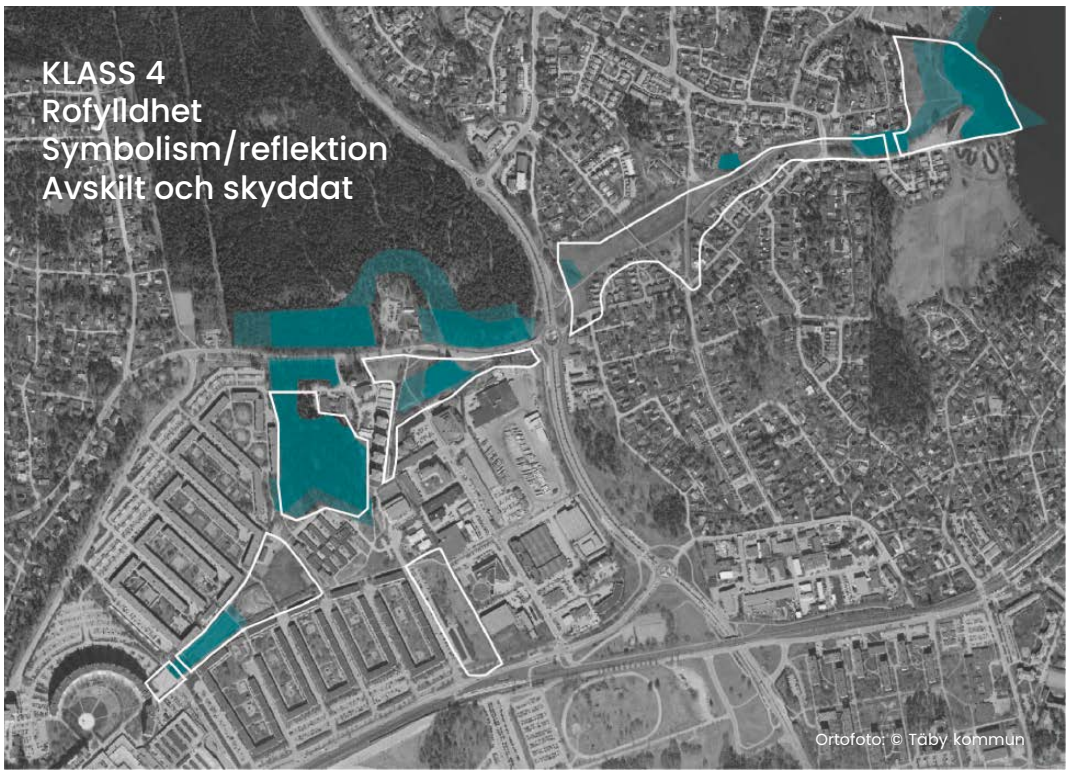 KLASS 4
Rofylldhet
Symbolism/reflektion
Avskilt och skyddat
Ortofoto: © Täby kommun